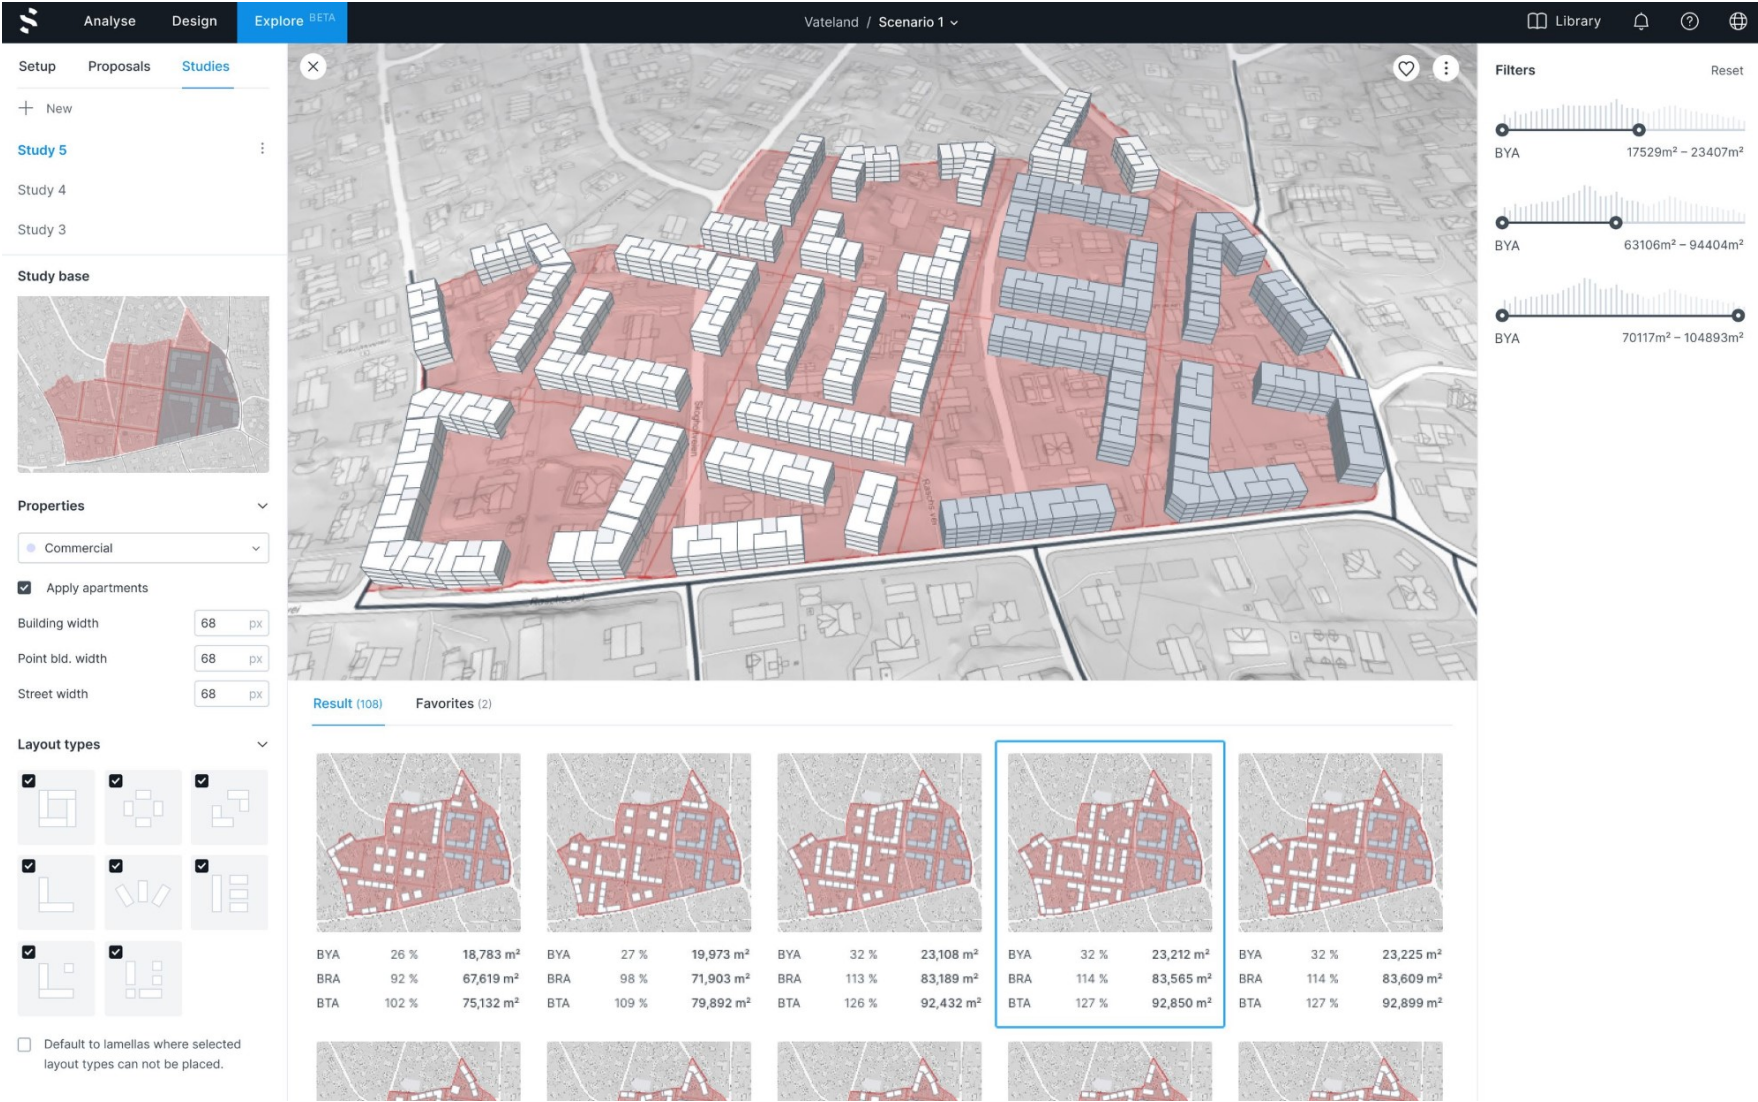 Analyse
Design
Explore BETA
Vateland / Scenario 1
Library
Setup
Proposals
Studies
New
Study 5
Study 4
Study 3
Study base
Properties
Commercial
Apply apartments
Building width 68 px
Point bld. width 68 px
Street width 68 px
Layout types
Default to lamellas where selected
layout types can not be placed.
Raschs vei
Result (108)
Favorites (2)
BYA 26 % 18,783 m²
BRA 92 % 67,619 m²
BTA 102 % 75,132 m²
BYA 27 % 19,973 m²
BRA 98 % 71,903 m²
BTA 109 % 79,892 m²
BYA 32 % 23,108 m²
BRA 113 % 83,189 m²
BTA 126 % 92,432 m²
BYA 32 % 23,212 m²
BRA 114 % 83,565 m²
BTA 127 % 92,850 m²
BYA 32 % 23,225 m²
BRA 114 % 83,609 m²
BTA 127 % 92,899 m²
Filters
Reset
BYA 17529m² – 23407m²
BYA 63106m² – 94404m²
BYA 70117m² – 104893m²